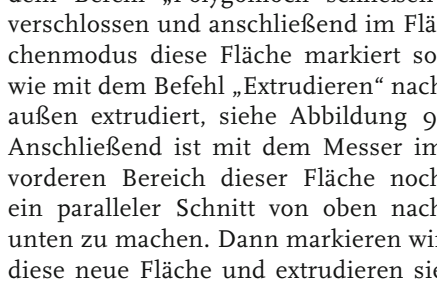 dem Befehl „Polygonloch schließen“
verschlossen und anschließend im Flä
chenmodus diese Fläche markiert so
wie mit dem Befehl „Extrudieren“ nach
außen extrudiert, siehe Abbildung 9
Anschließend ist mit dem Messer im
vorderen Bereich dieser Fläche noch
ein paralleler Schnitt von oben nach
unten zu machen. Dann markieren wir
diese neue Fläche und extrudieren sie